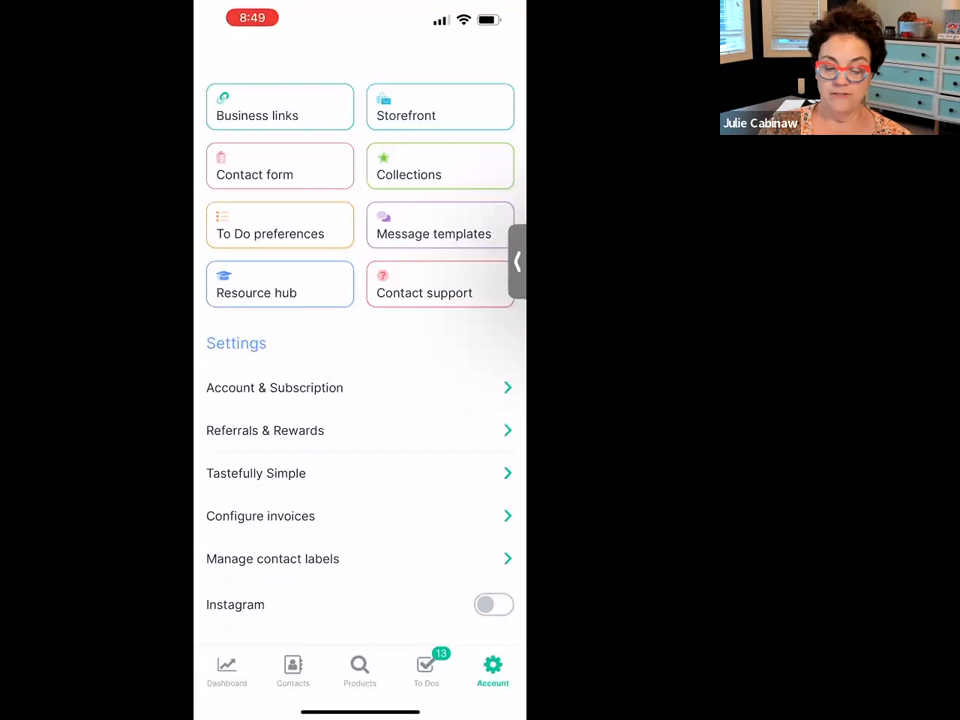 8:49
Business links
Storefront
Contact form
Collections
To Do preferences
Message templates
Resource hub
Contact support
Settings
Account & Subscription
Referrals & Rewards
Tastefully Simple
Configure invoices
Manage contact labels
Instagram
13
Dashboard
Contacts
Products
To Dos
Account
Julie Cabinaw